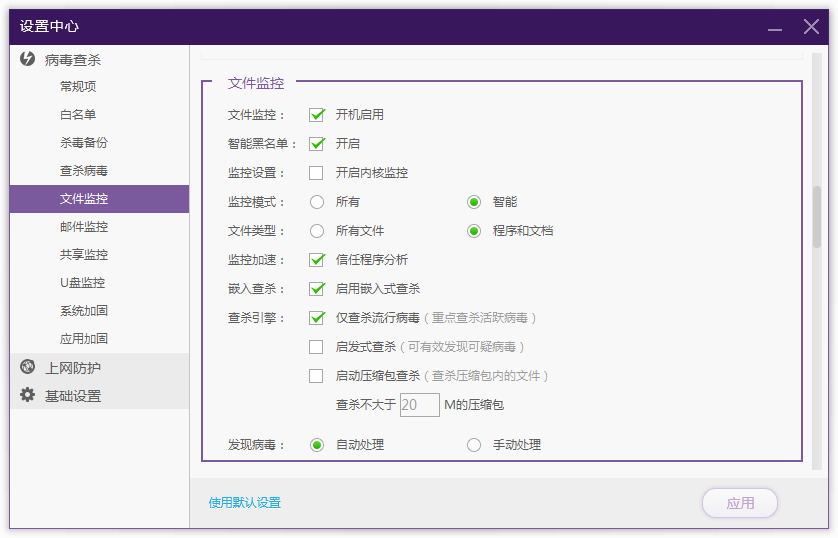 设置中心
病毒查杀
常规项
白名单
杀毒备份
查杀病毒
文件监控
邮件监控
共享监控
U盘监控
系统加固
应用加固
上网防护
基础设置
文件监控
文件监控： 开机启用
智能黑名单： 开启
监控设置： 开启内核监控
监控模式： 所有 智能
文件类型： 所有文件 程序和文档
监控加速： 信任程序分析
嵌入查杀： 启用嵌入式查杀
查杀引擎： 仅查杀流行病毒（重点查杀活跃病毒）
启发式查杀（可有效发现可疑病毒）
启动压缩包查杀（查杀压缩包内的文件）
查杀不大于 20 M的压缩包
发现病毒： 自动处理 手动处理
使用默认设置
应用